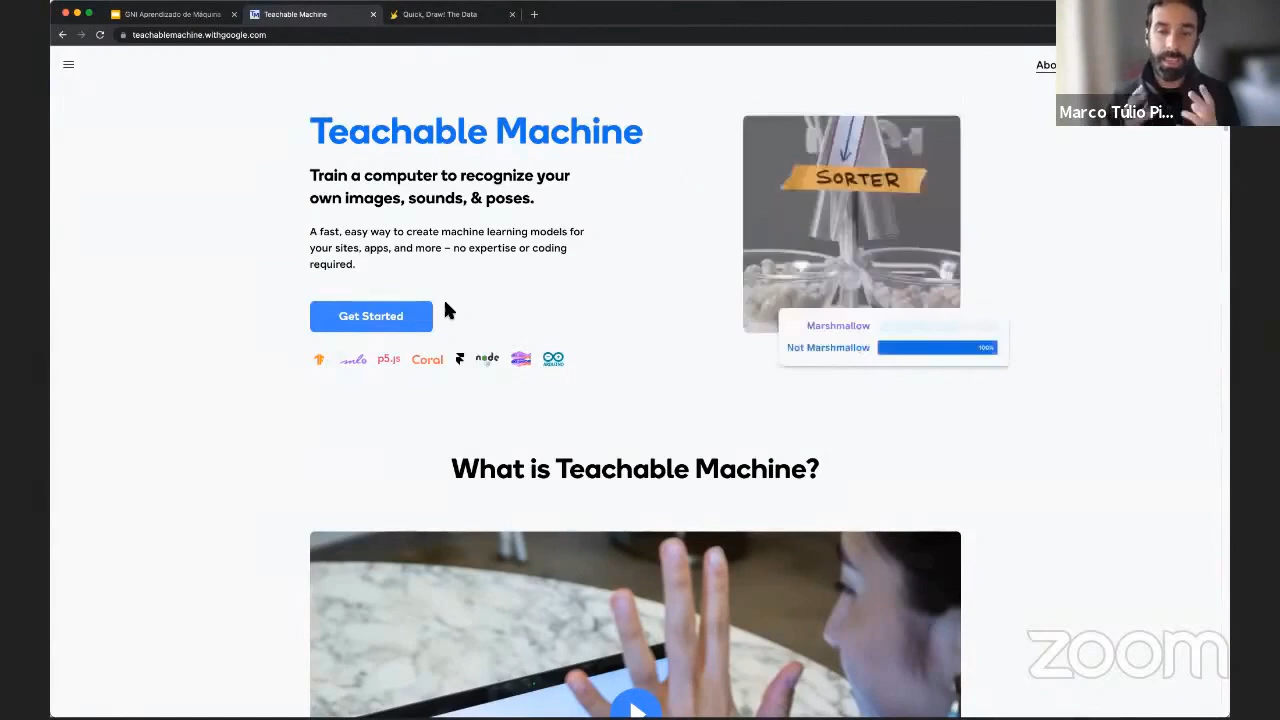 GNI Aprendizado de Máquina
Teachable Machine
Quick, Draw! The Data
teachablemachine.withgoogle.com
Abo
Marco Túlio Pi...
Teachable Machine
Train a computer to recognize your
own images, sounds, & poses.
A fast, easy way to create machine learning models for
your sites, apps, and more – no expertise or coding
required.
Get Started
p5.js
Coral
node
ARDUINO
SORTER
Marshmallow
Not Marshmallow
100%
What is Teachable Machine?
zoom